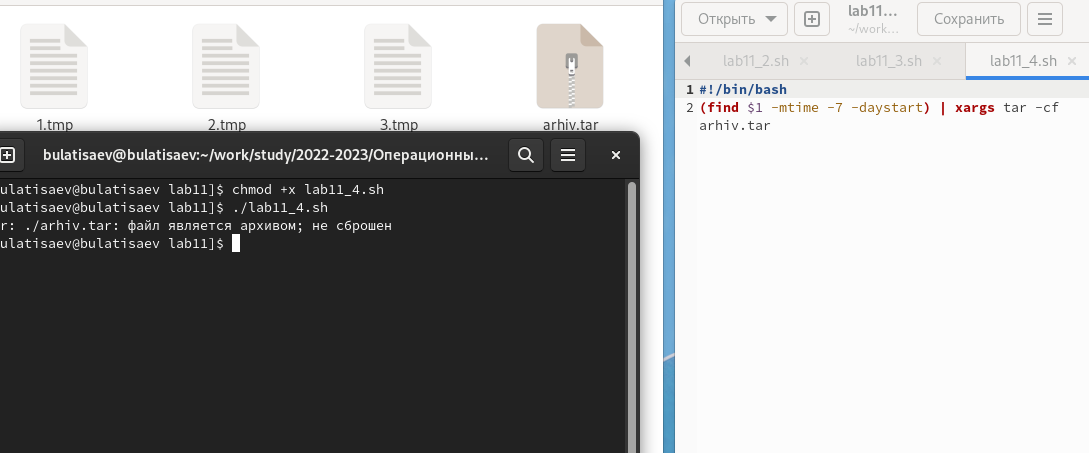 1.tmp 2.tmp 3.tmp arhiv.tar
bulatisaev@bulatisaev:~/work/study/2022-2023/Операционны...
ulatisaev@bulatisaev lab11]$ chmod +x lab11_4.sh
ulatisaev@bulatisaev lab11]$ ./lab11_4.sh
r: ./arhiv.tar: файл является архивом; не сброшен
ulatisaev@bulatisaev lab11]$
Открыть lab11... Сохранить
~/work...
lab11_2.sh lab11_3.sh lab11_4.sh
1 #!/bin/bash
2 (find $1 -mtime -7 -daystart) | xargs tar -cf
arhiv.tar